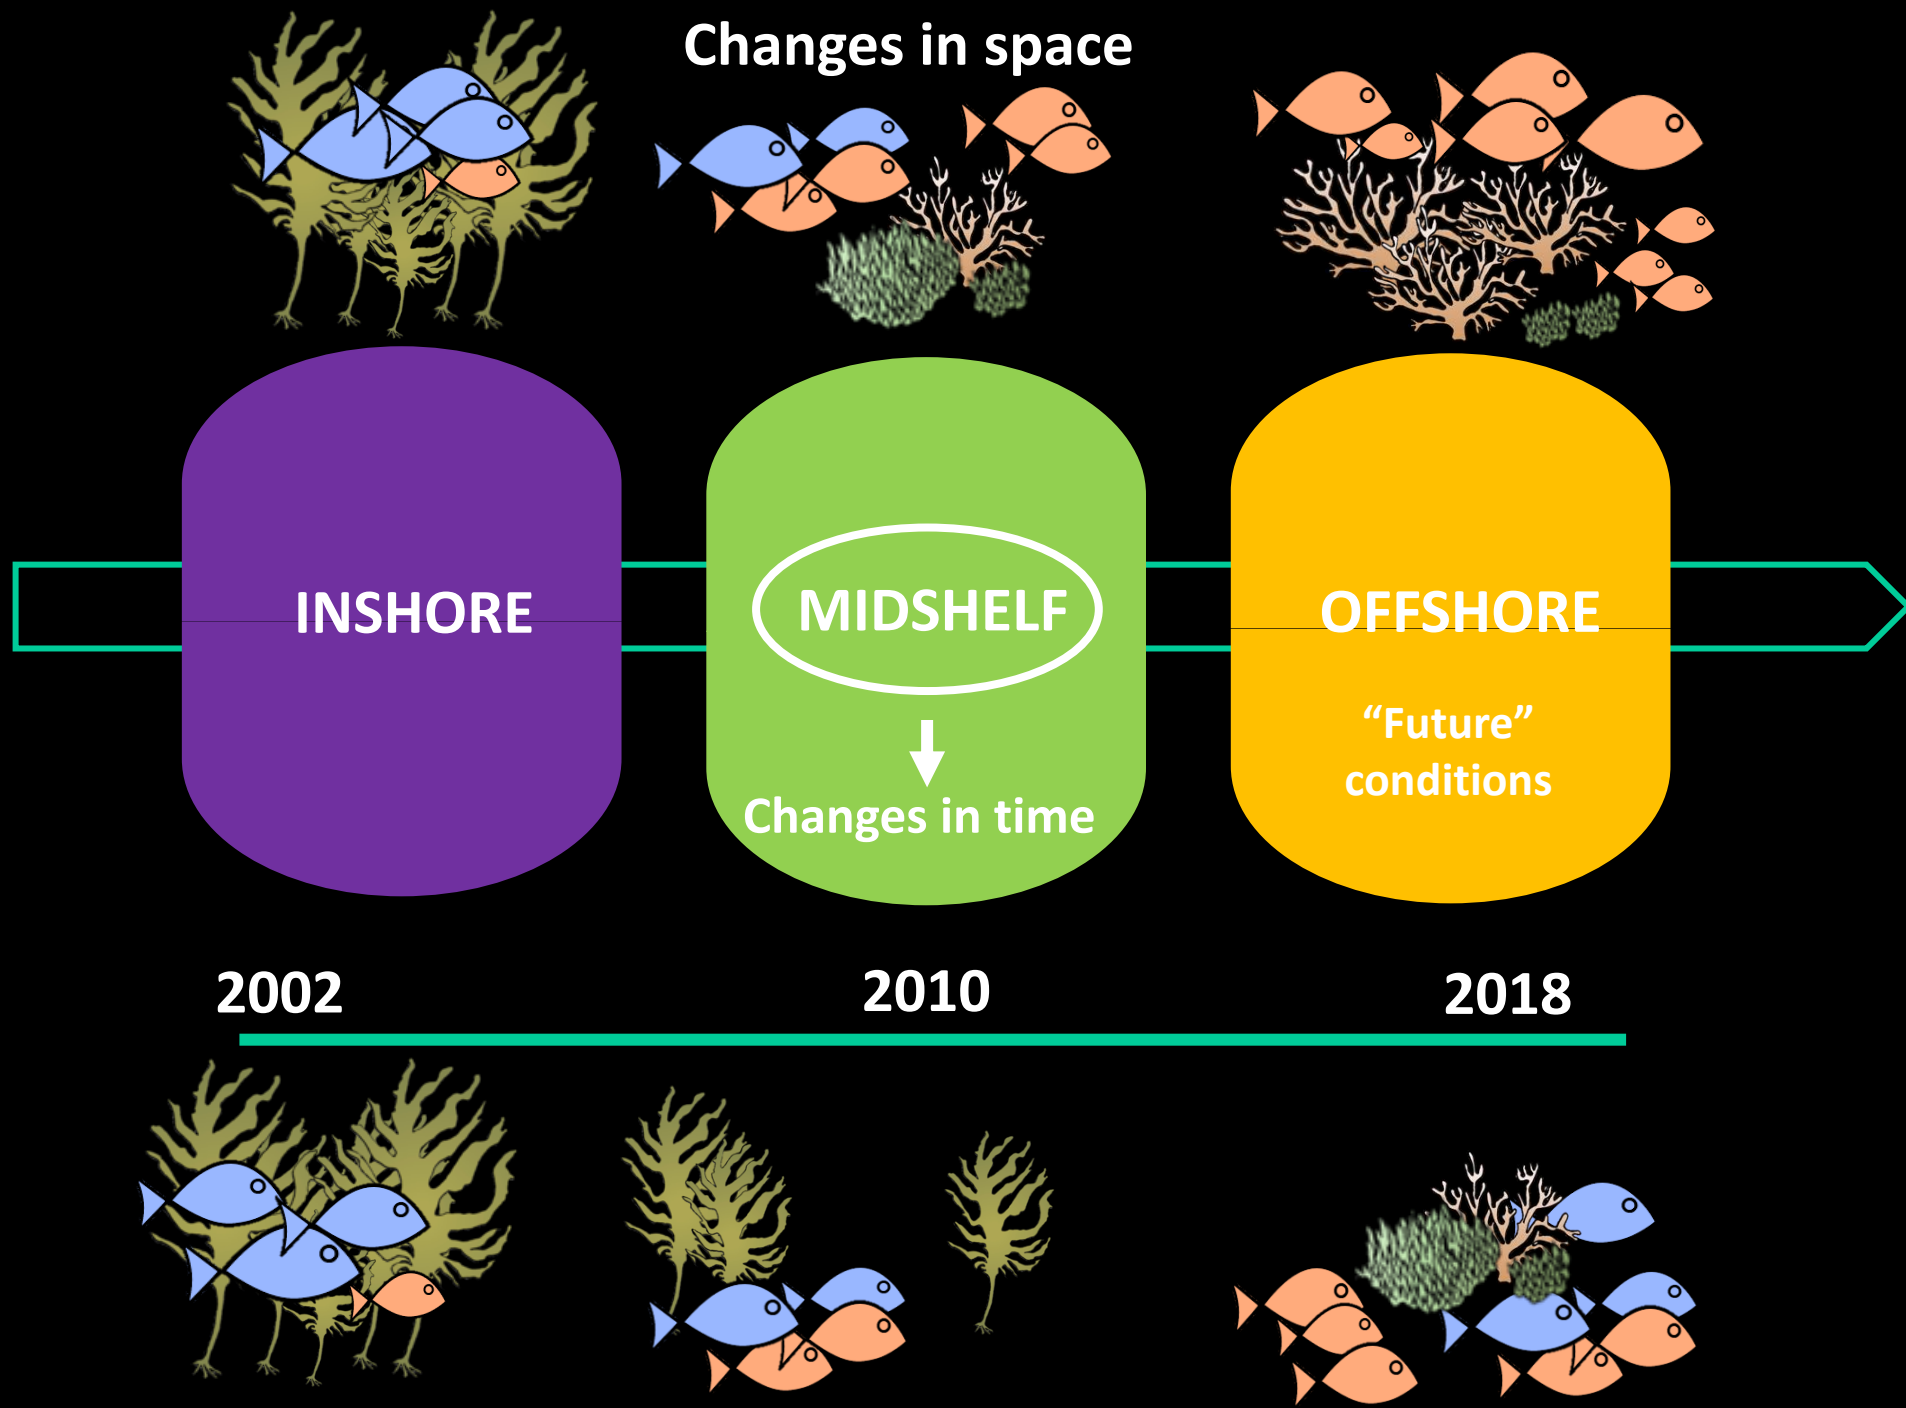 Changes in space
INSHORE
MIDSHELF
OFFSHORE
Changes in time
“Future”
conditions
2002
2010
2018